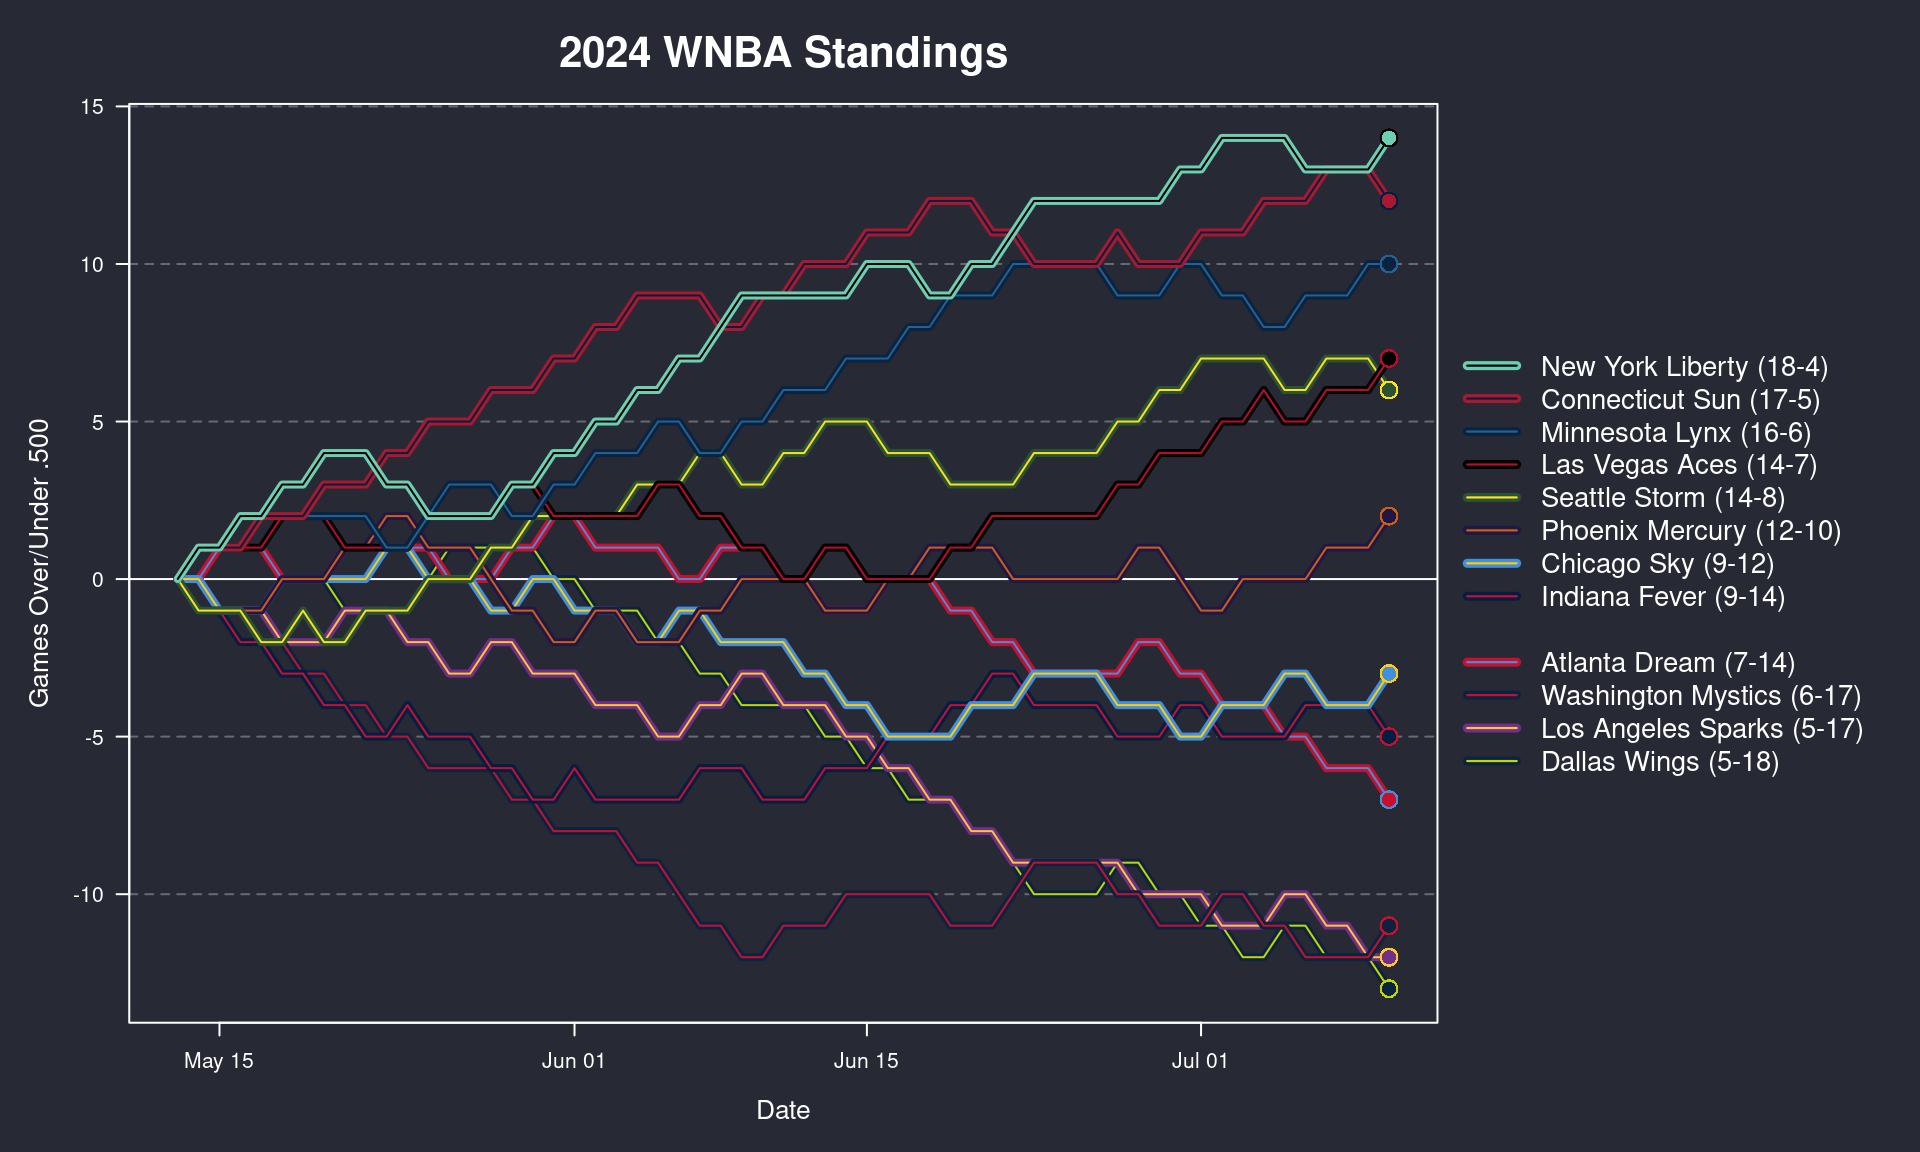 2024 WNBA Standings
Games Over/Under .500
15
10
5
0
-5
-10
May 15
Jun 01
Jun 15
Jul 01
Date
New York Liberty (18-4)
Connecticut Sun (17-5)
Minnesota Lynx (16-6)
Las Vegas Aces (14-7)
Seattle Storm (14-8)
Phoenix Mercury (12-10)
Chicago Sky (9-12)
Indiana Fever (9-14)
Atlanta Dream (7-14)
Washington Mystics (6-17)
Los Angeles Sparks (5-17)
Dallas Wings (5-18)